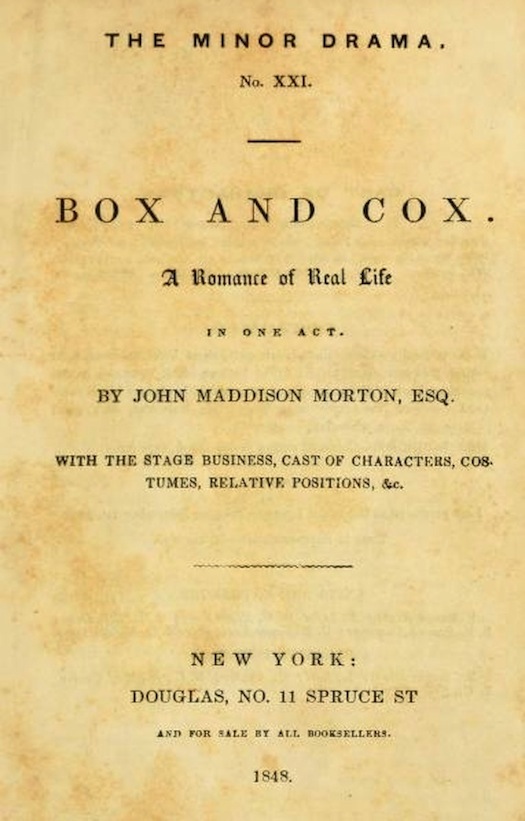 THE MINOR DRAMA.
No. XXI.
BOX AND COX.
A Romance of Real Life
IN ONE ACT.
BY JOHN MADDISON MORTON, ESQ.
WITH THE STAGE BUSINESS, CAST OF CHARACTERS, COS-
TUMES, RELATIVE POSITIONS, &c.
NEW YORK:
DOUGLAS, NO. 11 SPRUCE ST
AND FOR SALE BY ALL BOOKSELLERS.
1848.